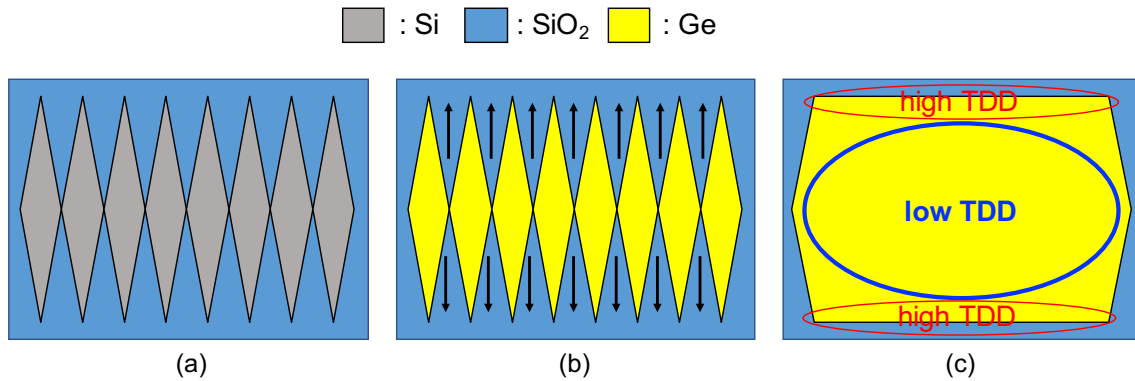 : Si : SiO₂ : Ge
high TDD
low TDD
high TDD
(a) (b) (c)